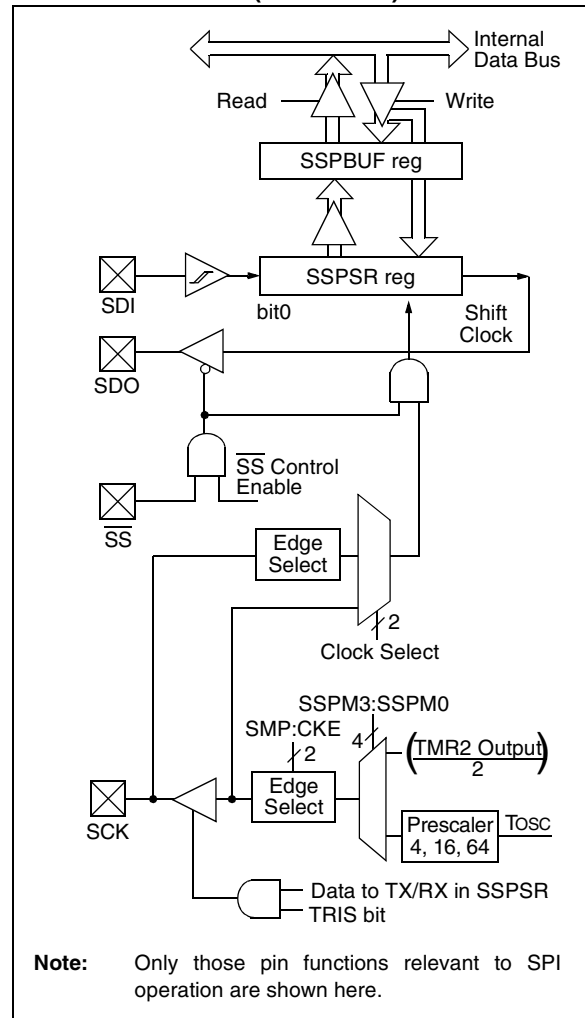 Internal
Data Bus
Read
Write
SSPBUF reg
SSPSR reg
SDI
bit0
Shift
Clock
SDO
SS Control
Enable
SS
Edge
Select
2
Clock Select
SSPM3:SSPM0
SMP:CKE
4
2
(TMR2 Output)
2
Edge
Select
SCK
Prescaler
4, 16, 64
TOSC
Data to TX/RX in SSPSR
TRIS bit
Note: Only those pin functions relevant to SPI
operation are shown here.